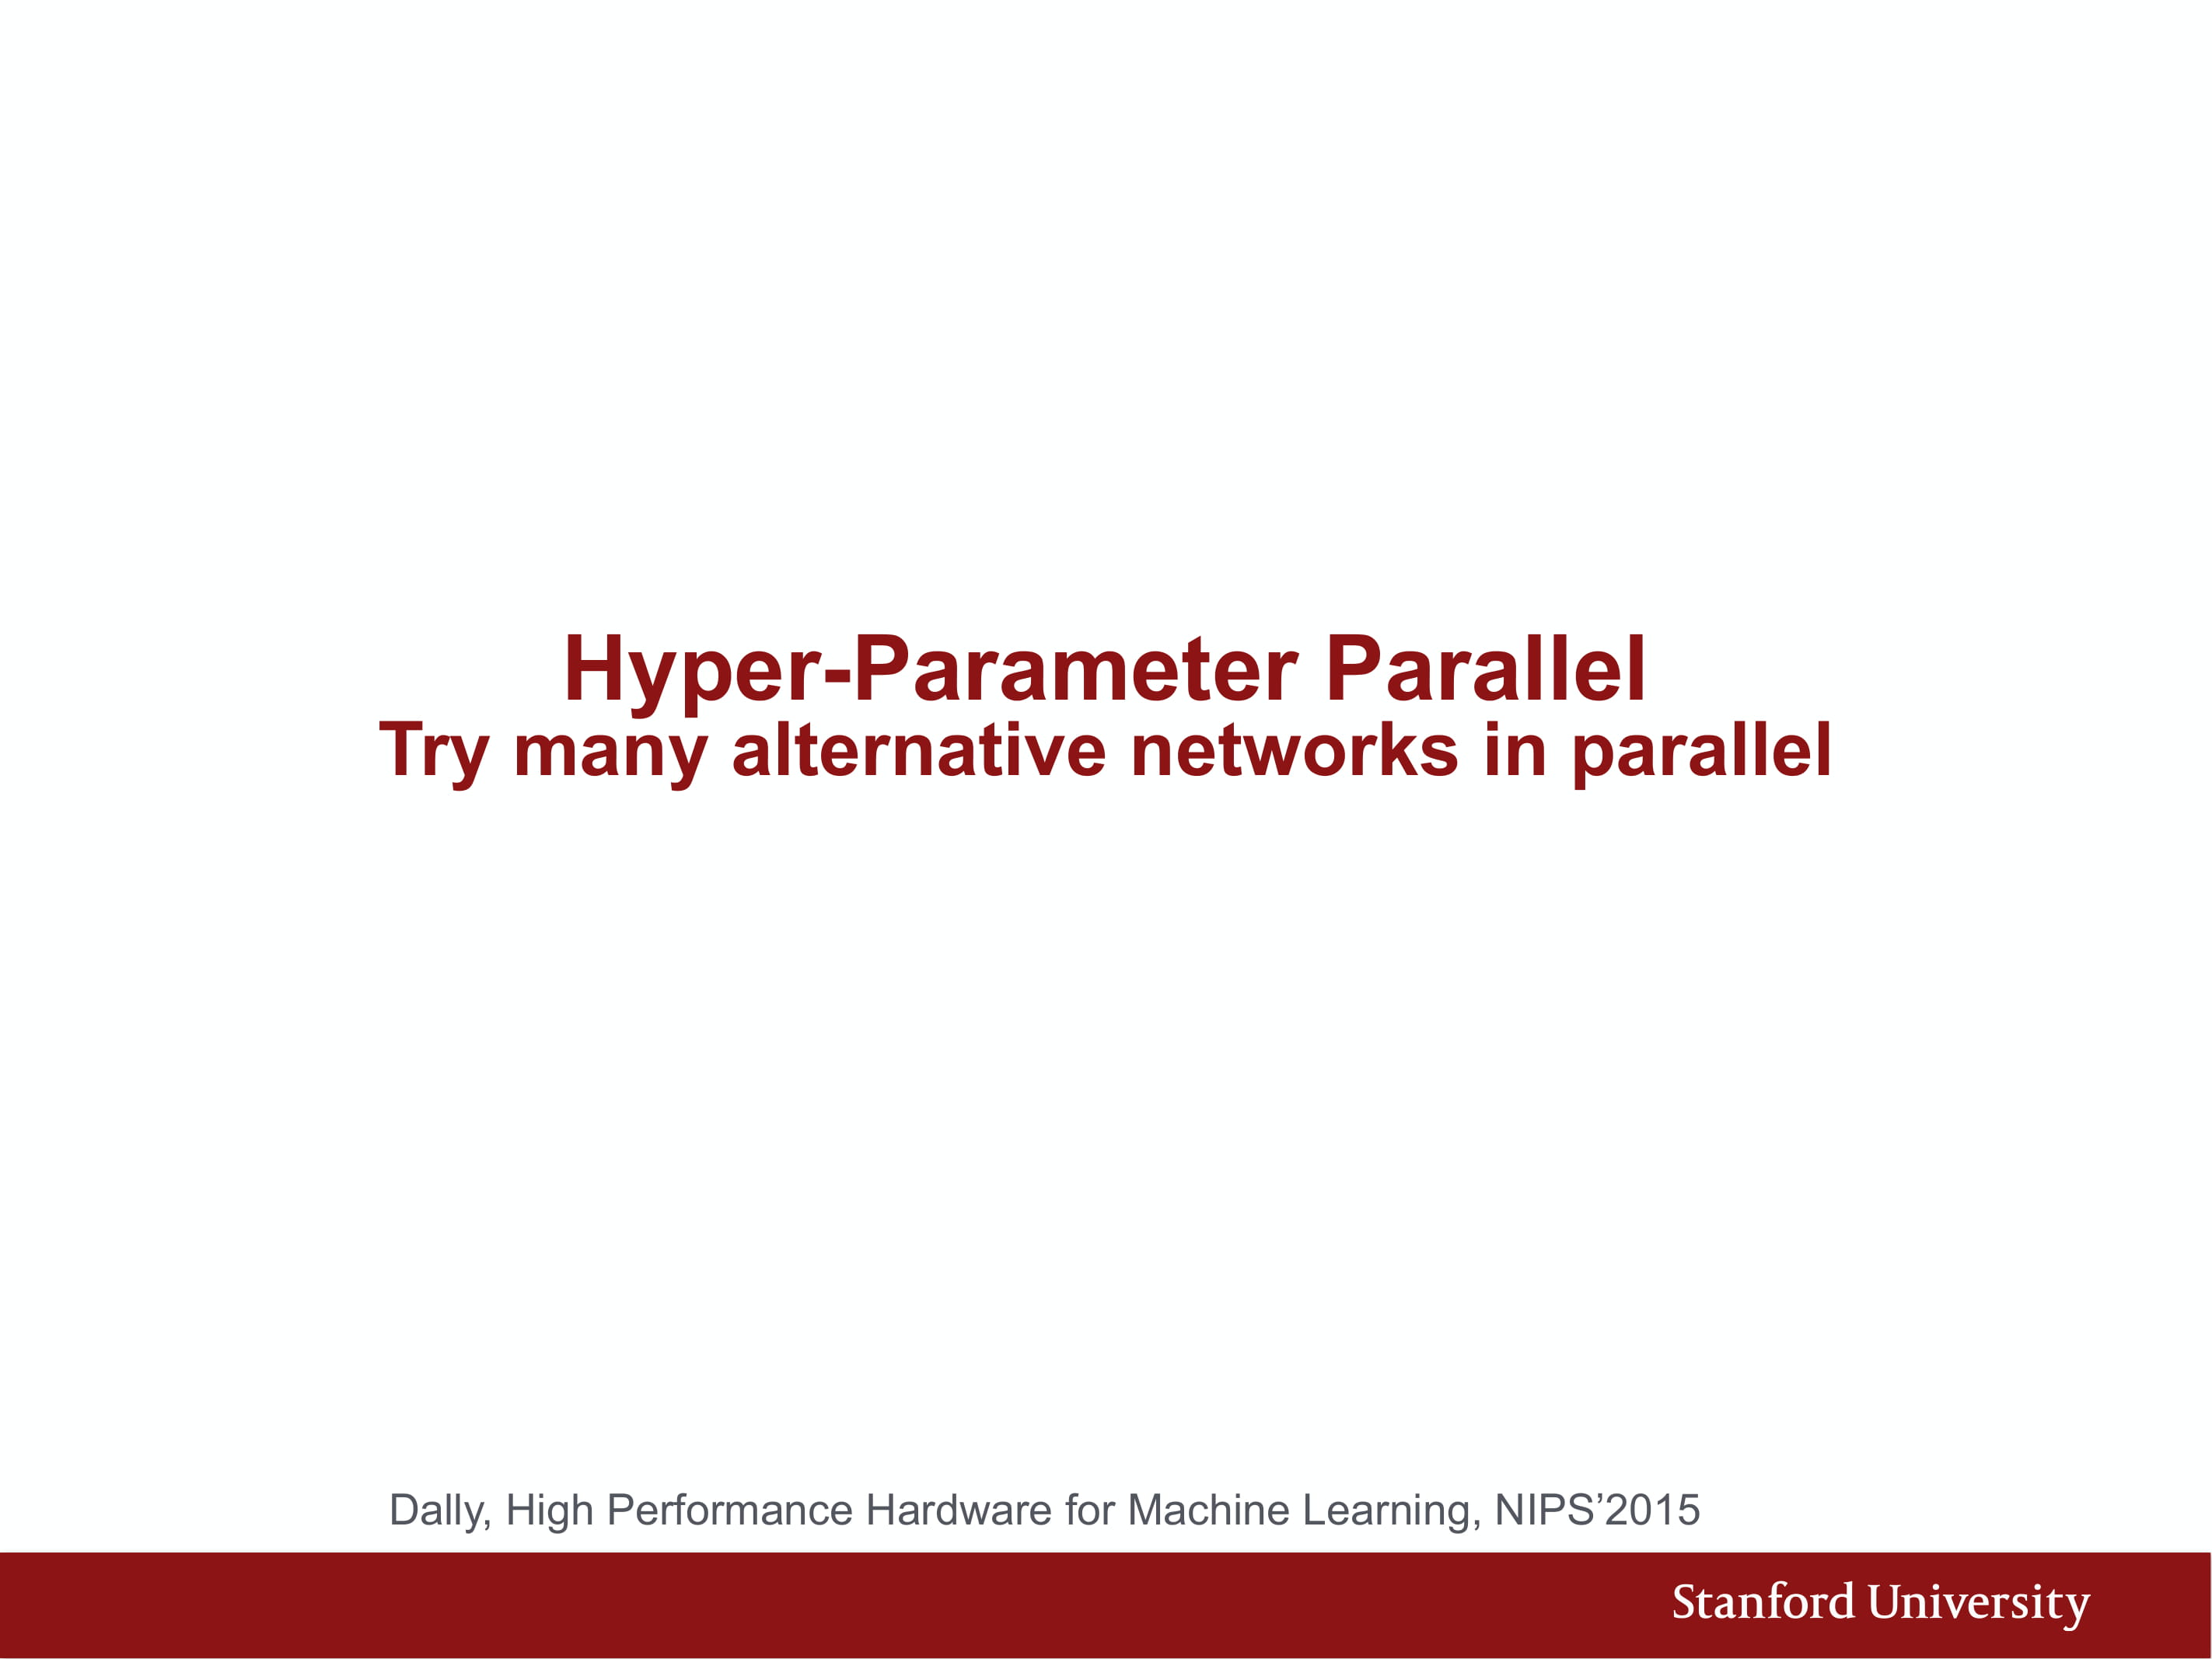 Hyper-Parameter Parallel
Try many alternative networks in parallel
Dally, High Performance Hardware for Machine Learning, NIPS’2015
Stanford University